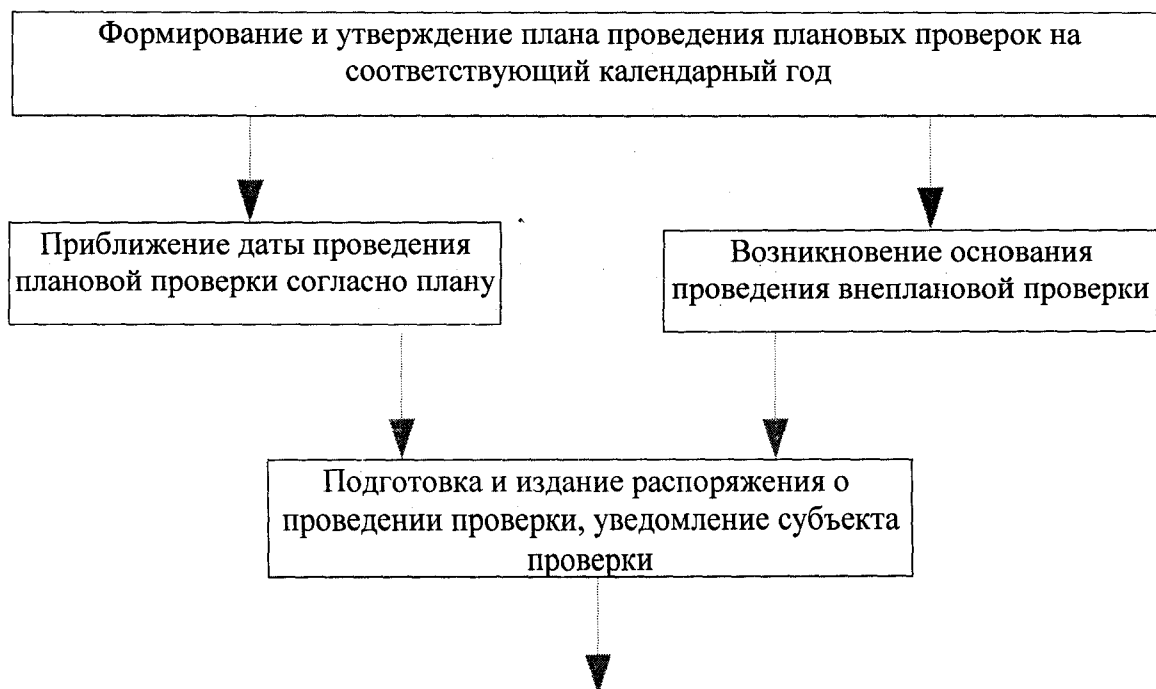 Формирование и утверждение плана проведения плановых проверок на
соответствующий календарный год
Приближение даты проведения
плановой проверки согласно плану
Возникновение основания
проведения внеплановой проверки
Подготовка и издание распоряжения о
проведении проверки, уведомление субъекта
проверки